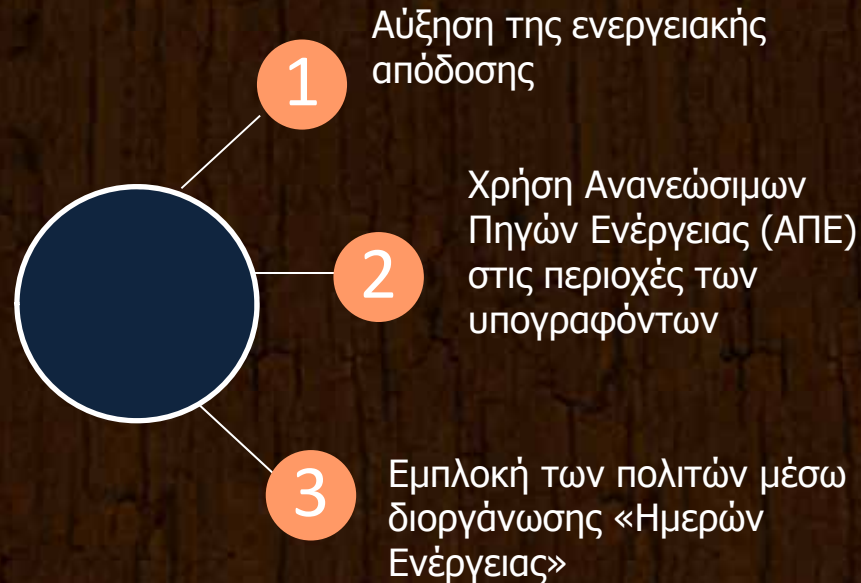 1
Αύξηση της ενεργειακής
απόδοσης
2
Χρήση Ανανεώσιμων
Πηγών Ενέργειας (ΑΠΕ)
στις περιοχές των
υπογραφόντων
3
Εμπλοκή των πολιτών μέσω
διοργάνωσης «Ημερών
Ενέργειας»